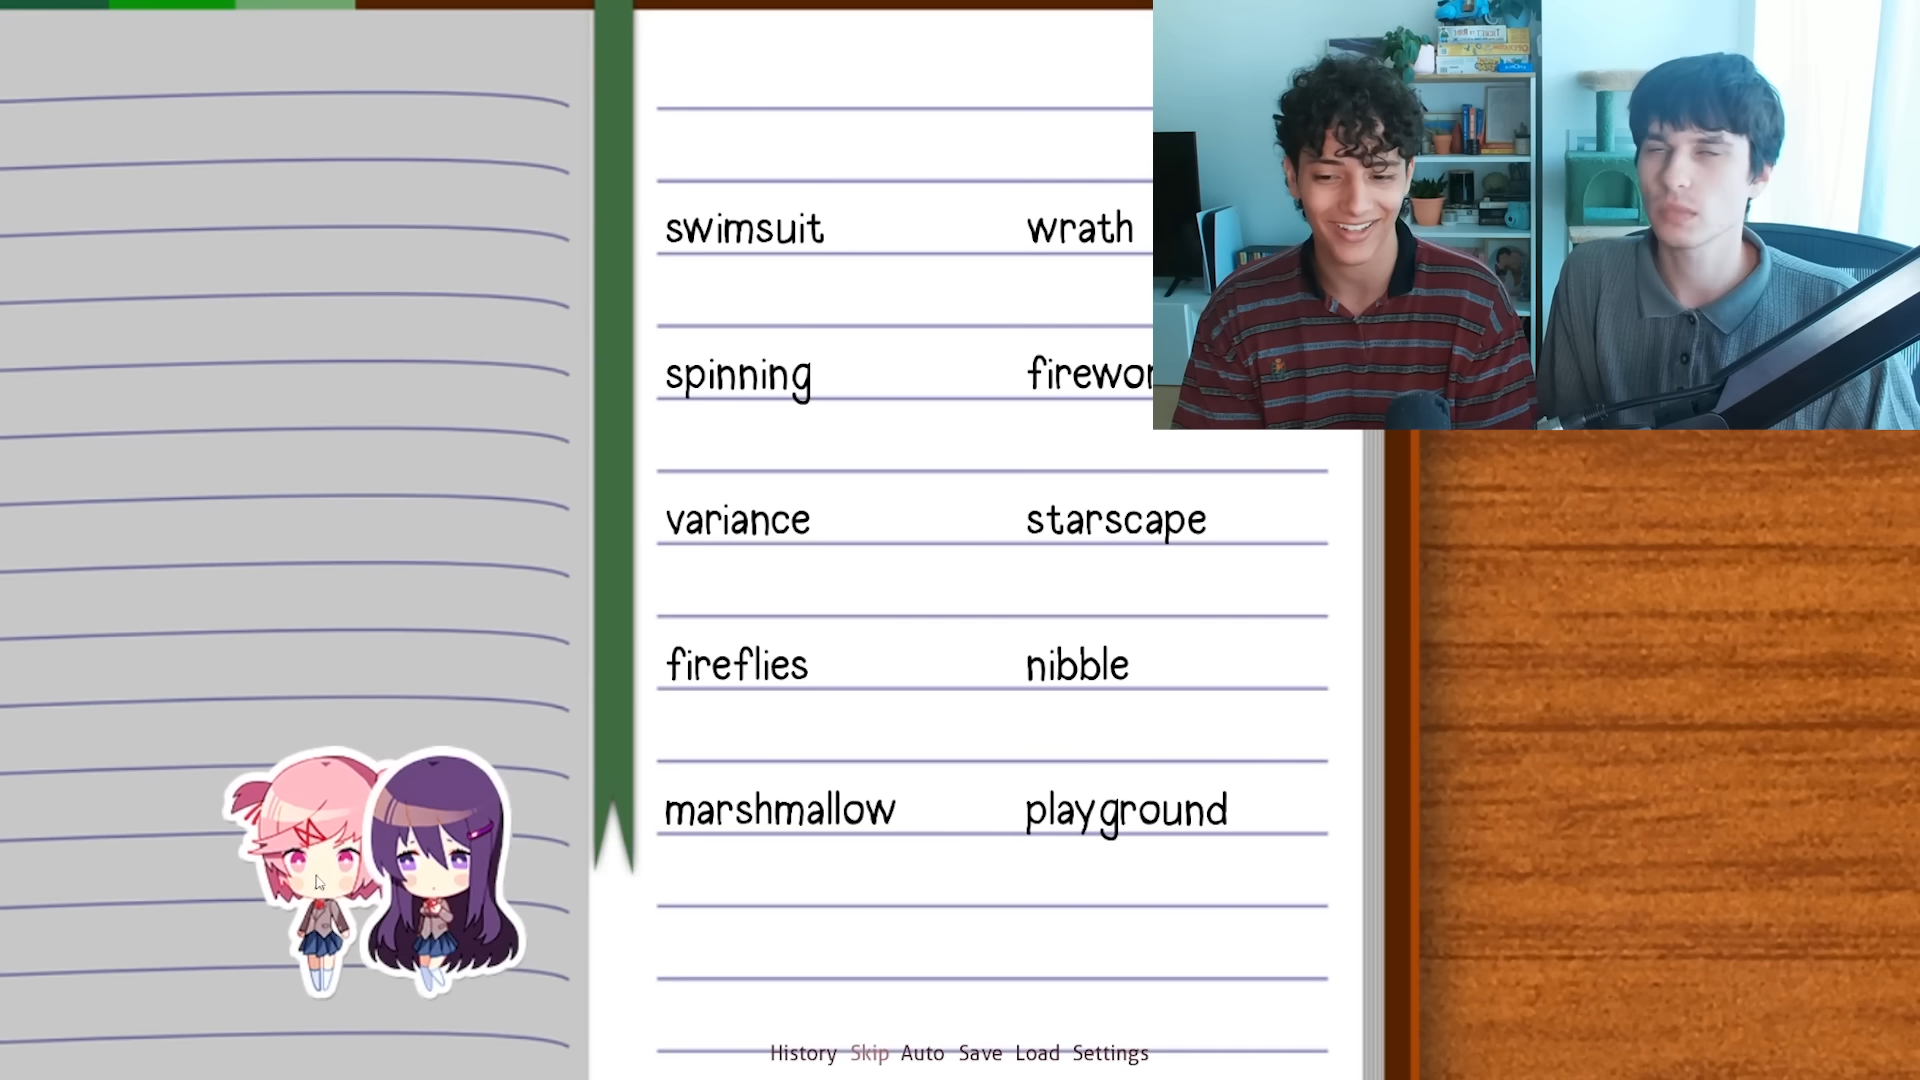 swimsuit wrath
spinning
variance starscape
fireflies nibble
marshmallow playground
History Skip Auto Save Load Settings